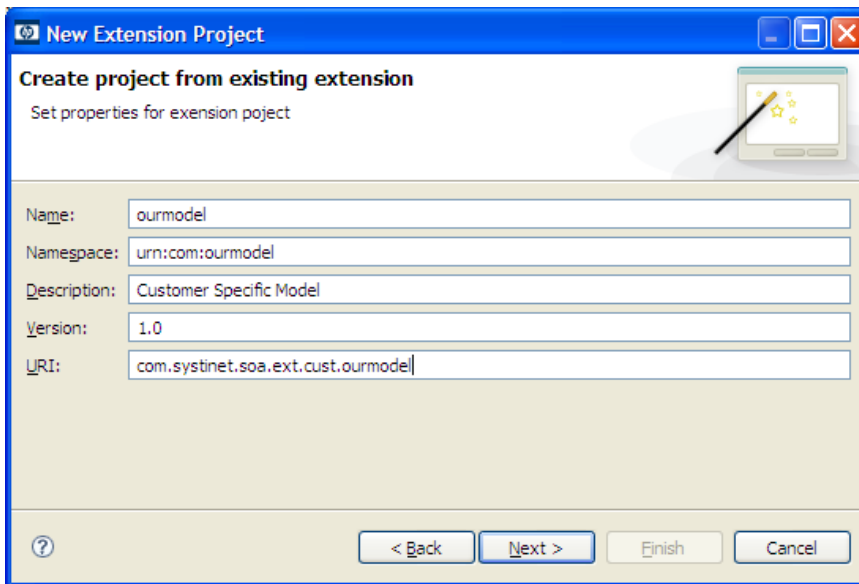 New Extension Project
Create project from existing extension
Set properties for exension poject
Name: ourmodel
Namespace: urn:com:ourmodel
Description: Customer Specific Model
Version: 1.0
URI: com.systinet.soa.ext.cust.ourmodel
? < Back Next > Finish Cancel